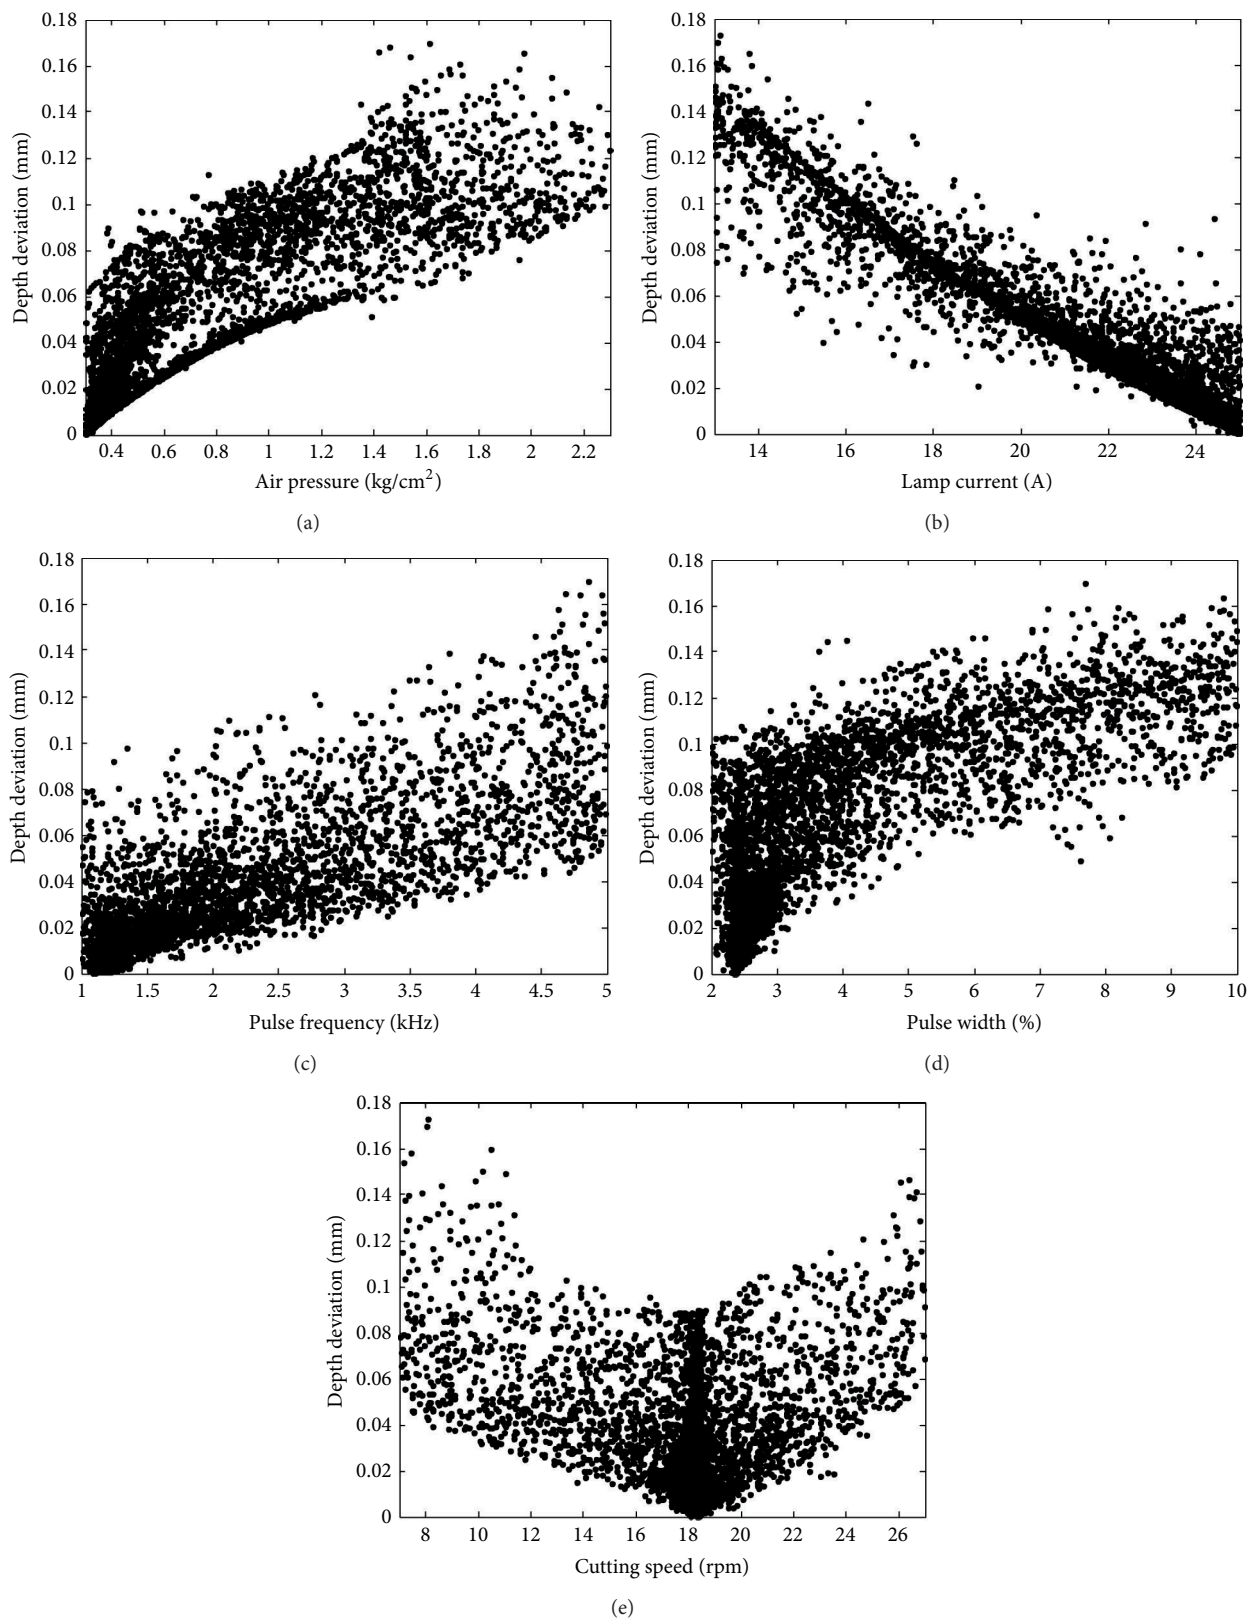 0.18
0.16
0.14
0.12
0.1
0.08
0.06
0.04
0.02
0
Depth deviation (mm)
0.4 0.6 0.8 1 1.2 1.4 1.6 1.8 2 2.2
Air pressure (kg/cm²)
(a)
0.18
0.16
0.14
0.12
0.1
0.08
0.06
0.04
0.02
0
Depth deviation (mm)
14 16 18 20 22 24
Lamp current (A)
(b)
0.18
0.16
0.14
0.12
0.1
0.08
0.06
0.04
0.02
0
Depth deviation (mm)
1 1.5 2 2.5 3 3.5 4 4.5 5
Pulse frequency (kHz)
(c)
0.18
0.16
0.14
0.12
0.1
0.08
0.06
0.04
0.02
0
Depth deviation (mm)
2 3 4 5 6 7 8 9 10
Pulse width (%)
(d)
0.18
0.16
0.14
0.12
0.1
0.08
0.06
0.04
0.02
0
Depth deviation (mm)
8 10 12 14 16 18 20 22 24 26
Cutting speed (rpm)
(e)